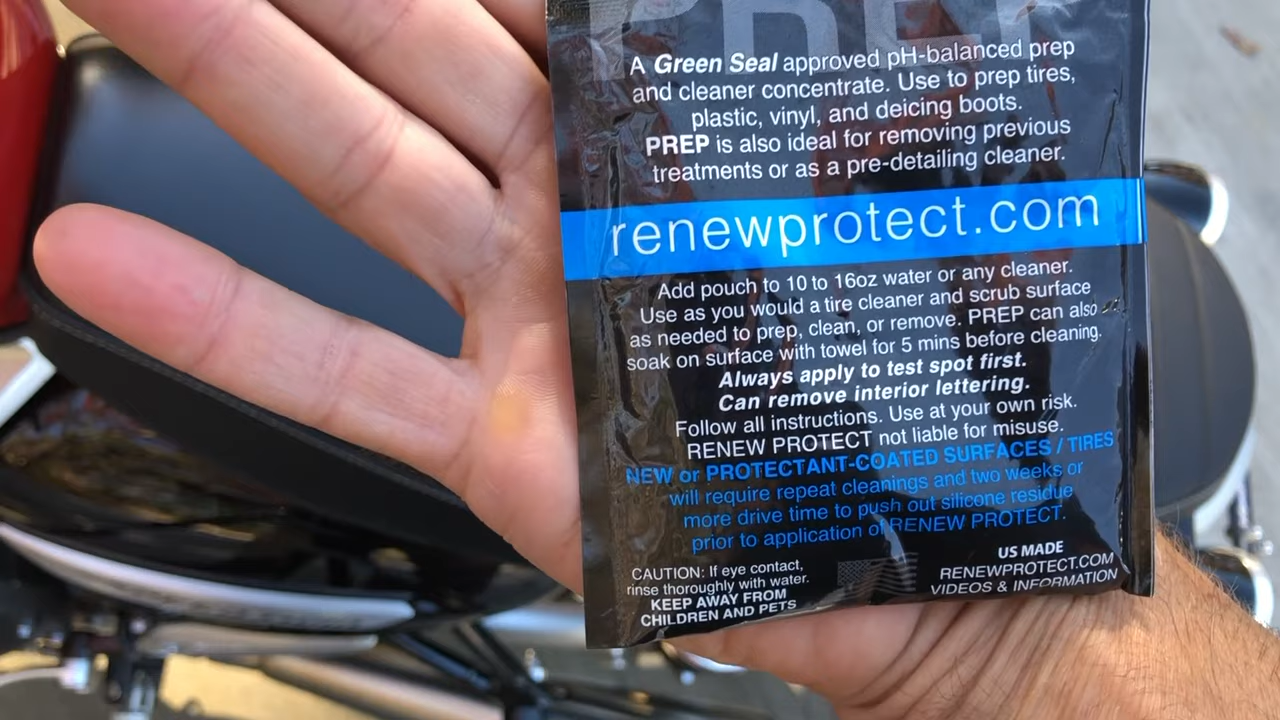 PREP
A Green Seal approved pH-balanced prep
and cleaner concentrate. Use to prep tires,
plastic, vinyl, and deicing boots.
PREP is also ideal for removing previous
treatments or as a pre-detailing cleaner.
renewprotect.com
Add pouch to 10 to 16oz water or any cleaner.
Use as you would a tire cleaner and scrub surface
as needed to prep, clean, or remove. PREP can also
soak on surface with towel for 5 mins before cleaning.
Always apply to test spot first.
Can remove interior lettering.
Follow all instructions. Use at your own risk.
RENEW PROTECT not liable for misuse.
NEW or PROTECTANT-COATED SURFACES / TIRES
will require repeat cleanings and two weeks or
more drive time to push out silicone residue
prior to application of RENEW PROTECT.
CAUTION: If eye contact,
rinse thoroughly with water.
KEEP AWAY FROM
CHILDREN AND PETS
US MADE
RENEWPROTECT.COM
VIDEOS & INFORMATION